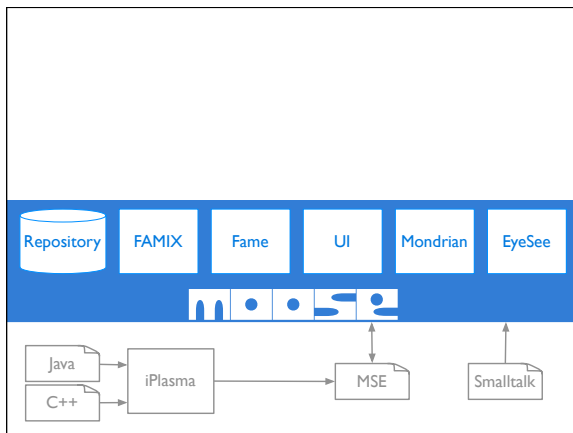 Repository FAMIX Fame UI Mondrian EyeSee
moose
Java
iPlasma MSE Smalltalk
C++